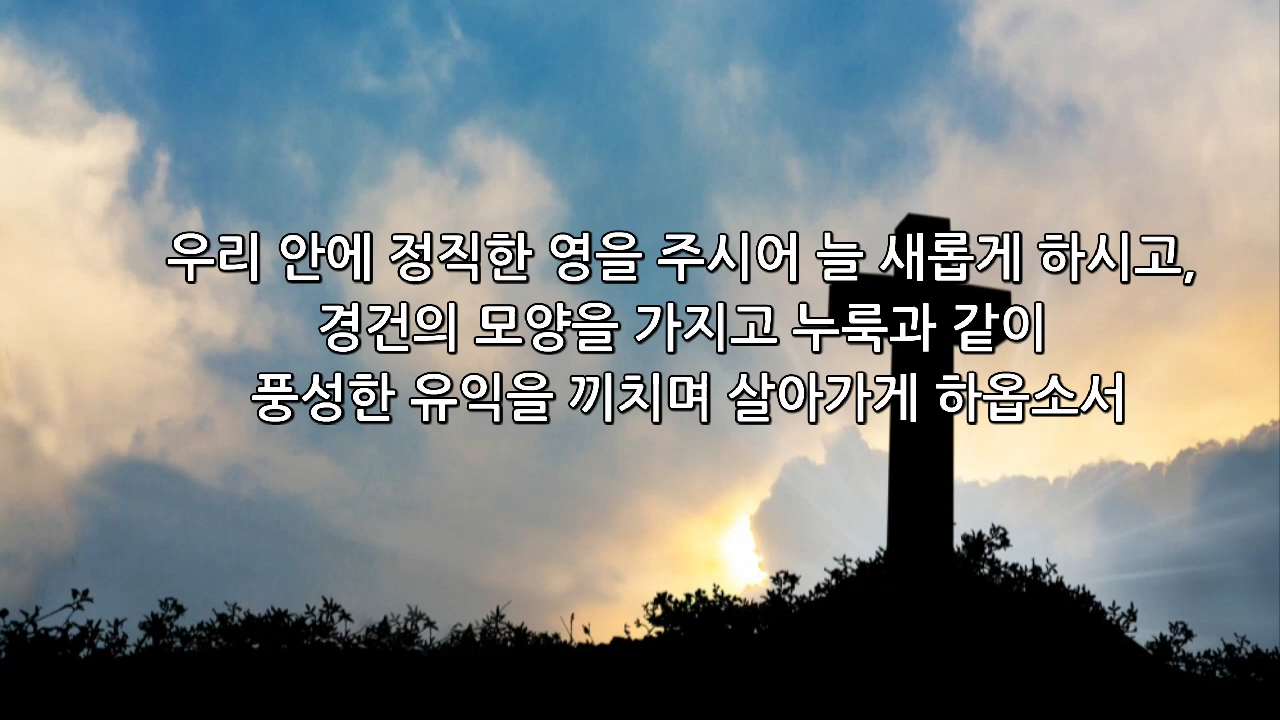 우리 안에 정직한 영을 주시어 늘 새롭게 하시고,
경건의 모양을 가지고 누룩과 같이
풍성한 유익을 끼치며 살아가게 하옵소서